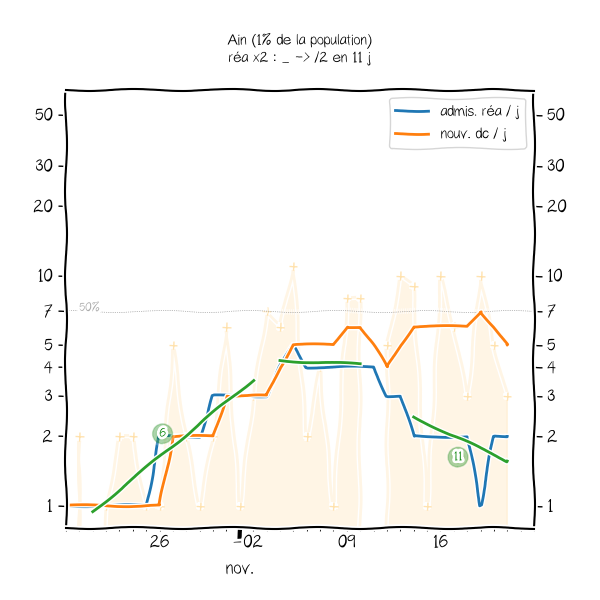 Ain (1% de la population)
réa x2 : _ -> /2 en 11 j
admis. réa / j
nouv. dc / j
50 50
30 30
20 20
10 10
50%
7 7
5 5
4 4
3 3
6
2 2
11
1 1
26 02 09 16
nov.